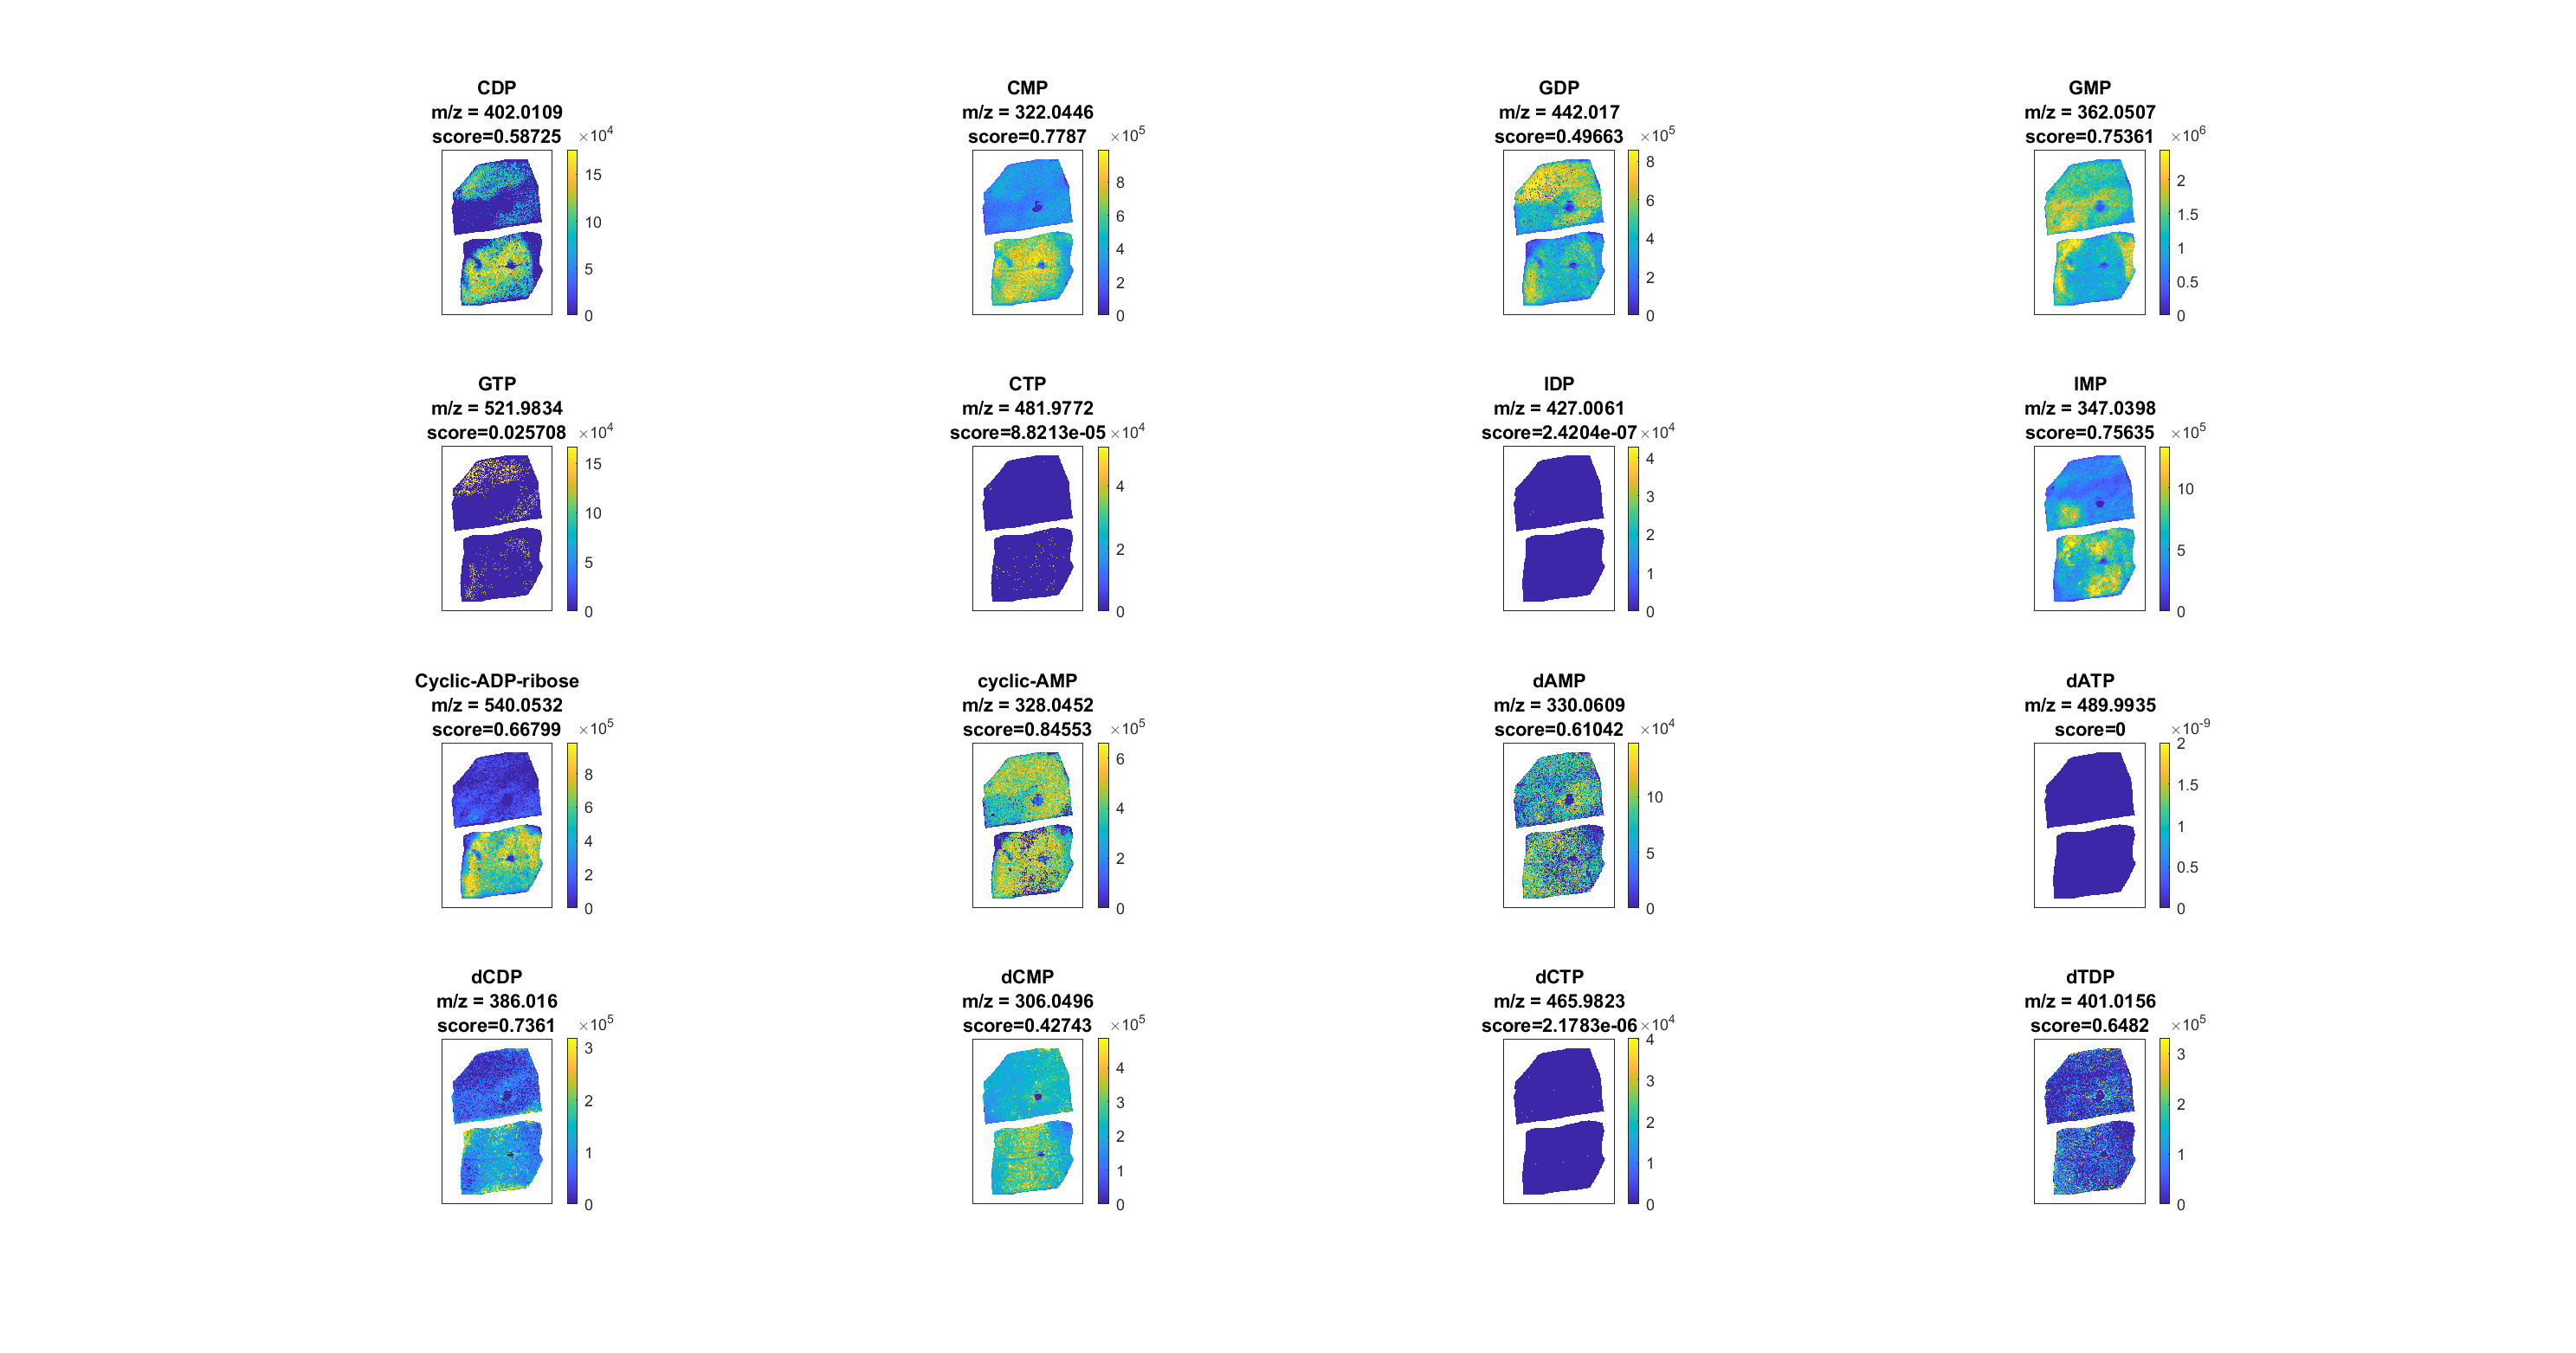 CDP
m/z = 402.0109
score=0.58725
×10^4
15
10
5
0
CMP
m/z = 322.0446
score=0.7787
×10^5
8
6
4
2
0
GDP
m/z = 442.017
score=0.49663
×10^5
8
6
4
2
0
GMP
m/z = 362.0507
score=0.75361
×10^6
2
1.5
1
0.5
0
GTP
m/z = 521.9834
score=0.025708
×10^4
15
10
5
0
CTP
m/z = 481.9772
score=8.8213e-05
×10^4
4
2
0
IDP
m/z = 427.0061
score=2.4204e-07
×10^4
4
3
2
1
0
IMP
m/z = 347.0398
score=0.75635
×10^5
10
5
0
Cyclic-ADP-ribose
m/z = 540.0532
score=0.66799
×10^5
8
6
4
2
0
cyclic-AMP
m/z = 328.0452
score=0.84553
×10^5
6
4
2
0
dAMP
m/z = 330.0609
score=0.61042
×10^4
10
5
0
dATP
m/z = 489.9935
score=0
×10^-9
2
1.5
1
0.5
0
dCDP
m/z = 386.016
score=0.7361
×10^5
3
2
1
0
dCMP
m/z = 306.0496
score=0.42743
×10^5
4
3
2
1
0
dCTP
m/z = 465.9823
score=2.1783e-06
×10^4
4
3
2
1
0
dTDP
m/z = 401.0156
score=0.6482
×10^5
3
2
1
0